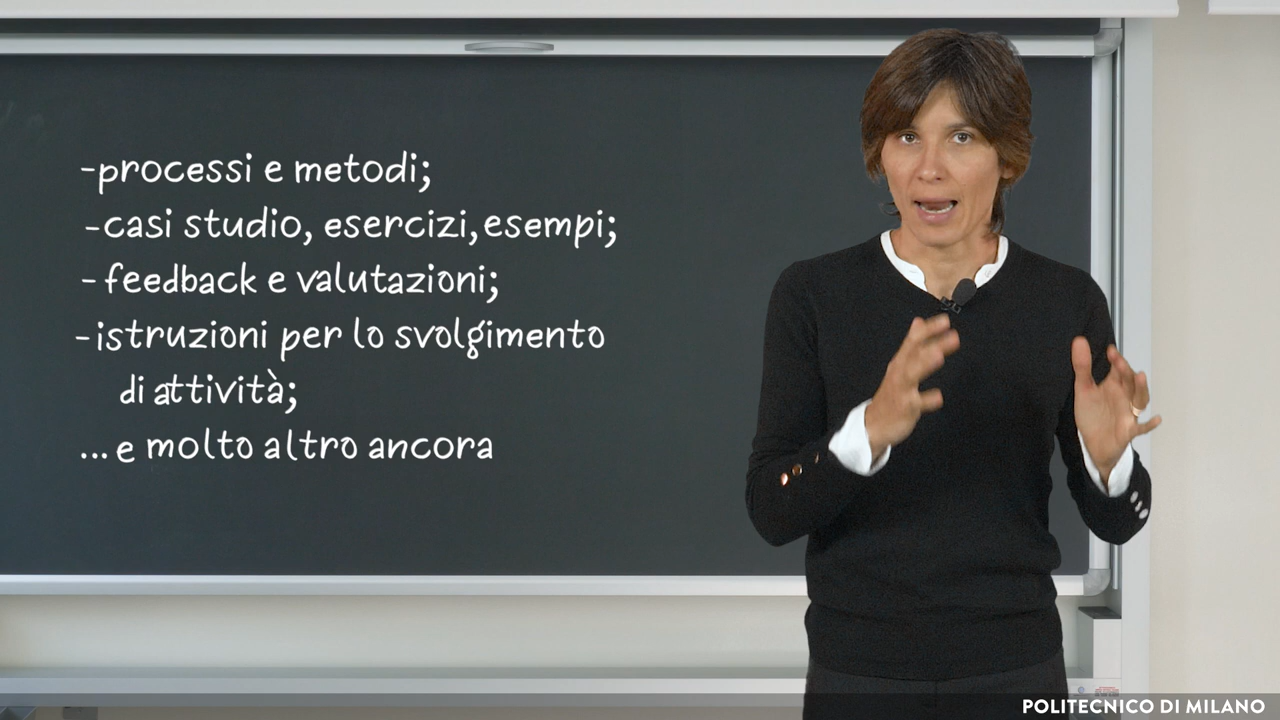 -processi e metodi;
-casi studio, esercizi, esempi;
- feedback e valutazioni;
-istruzioni per lo svolgimento
di attività;
... e molto altro ancora
POLITECNICO DI MILANO